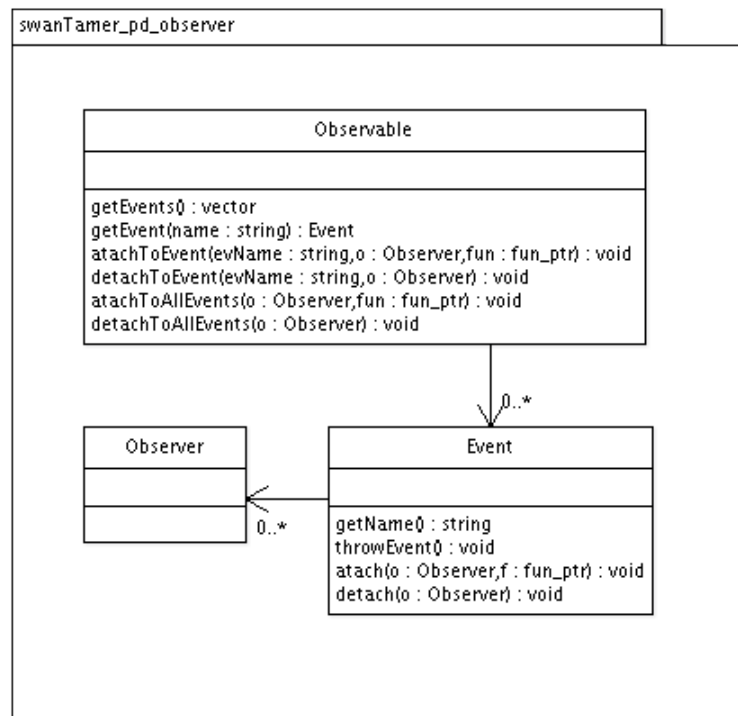 swanTamer_pd_observer
Observable
getEvents() : vector
getEvent(name : string) : Event
atachToEvent(evName : string,o : Observer,fun : fun_ptr) : void
detachToEvent(evName : string,o : Observer) : void
atachToAllEvents(o : Observer,fun : fun_ptr) : void
detachToAllEvents(o : Observer) : void
0..*
Observer
0..*
Event
getName() : string
throwEvent() : void
atach(o : Observer,f : fun_ptr) : void
detach(o : Observer) : void